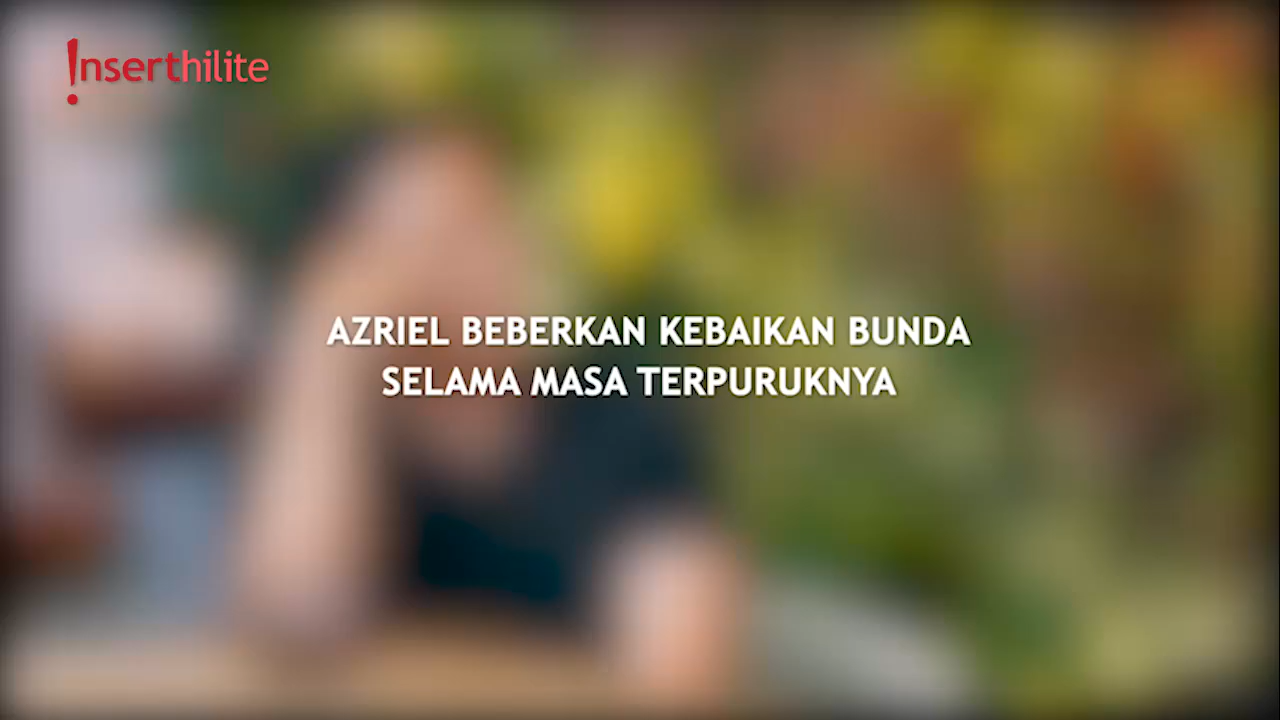 !nserthilite
AZRIEL BEBERKAN KEBAIKAN BUNDA
SELAMA MASA TERPURUKNYA